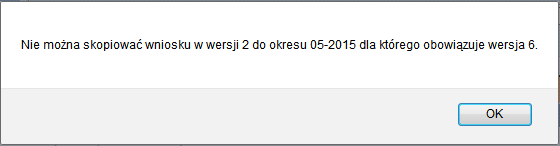 Nie można skopiować wniosku w wersji 2 do okresu 05-2015 dla którego obowiązuje wersja 6.
OK